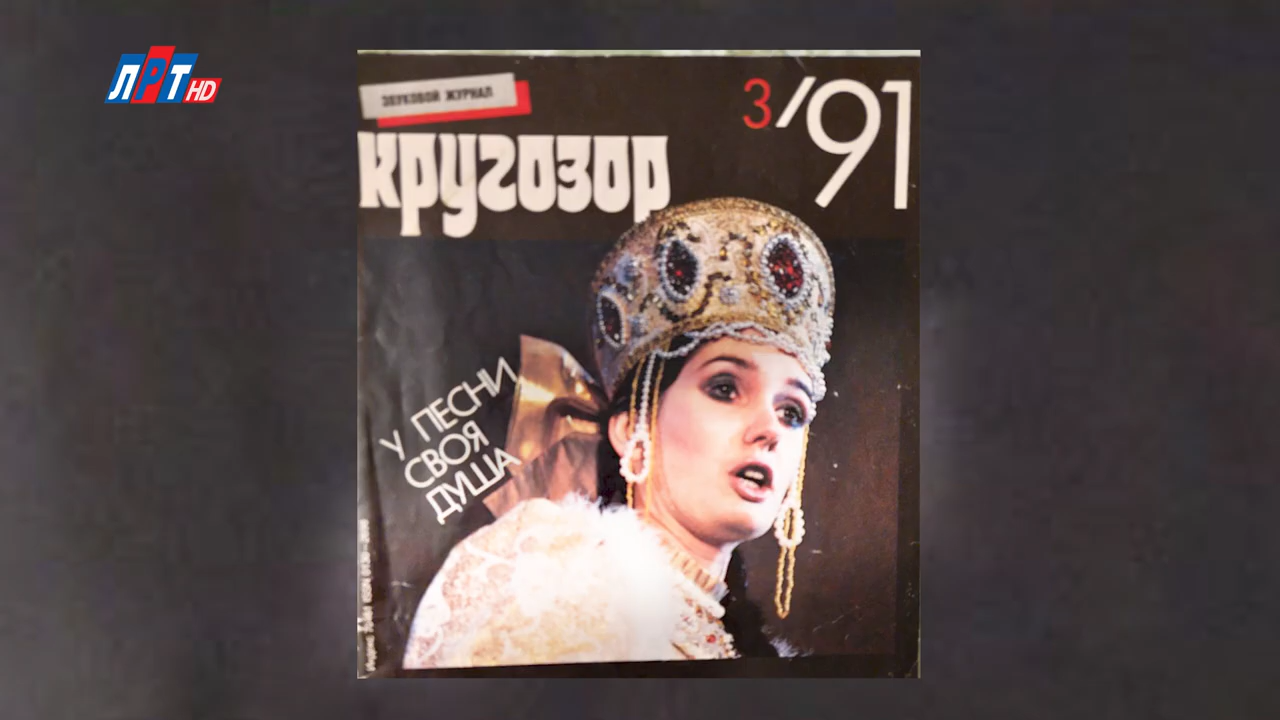 ЛРТ HD
ЗВУКОВОЙ ЖУРНАЛ
3/91
кругозор
У ПЕСНИ
СВОЯ
ДУША